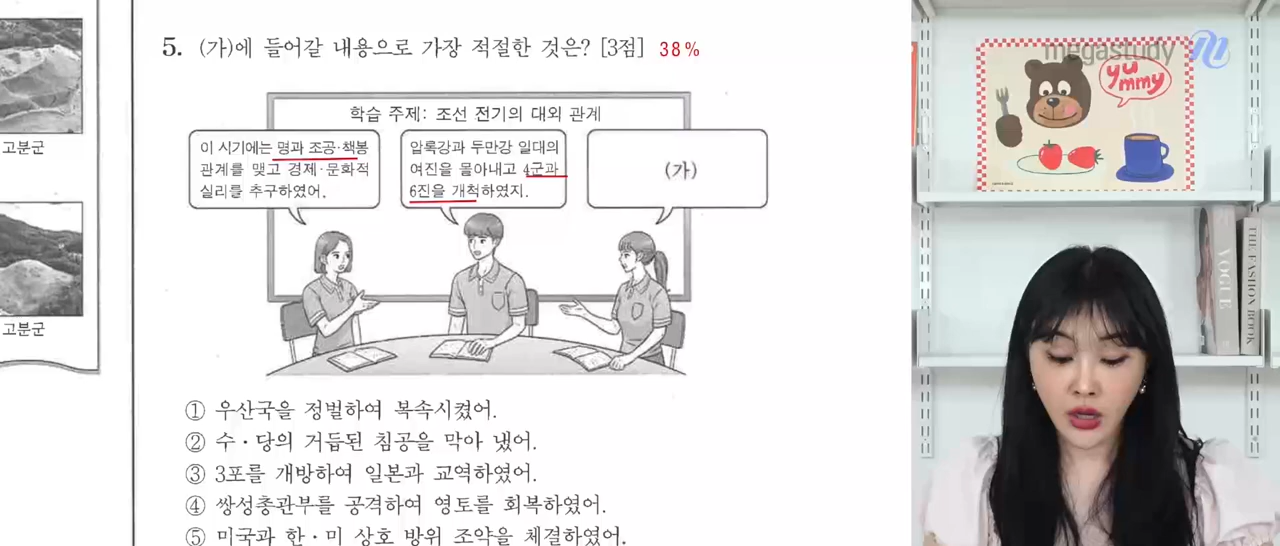 5. (가)에 들어갈 내용으로 가장 적절한 것은? [3점] 38%
학습 주제: 조선 전기의 대외 관계
이 시기에는 명과 조공·책봉
관계를 맺고 경제·문화적
실리를 추구하였어.
압록강과 두만강 일대의
여진을 몰아내고 4군과
6진을 개척하였지.
(가)
① 우산국을 정벌하여 복속시켰어.
② 수·당의 거듭된 침공을 막아 냈어.
③ 3포를 개방하여 일본과 교역하였어.
④ 쌍성총관부를 공격하여 영토를 회복하였어.
⑤ 미국과 한·미 상호 방위 조약을 체결하였어.
고분군
고분군
megastudy
yummy
VOGUE
THE FASHION BOOK